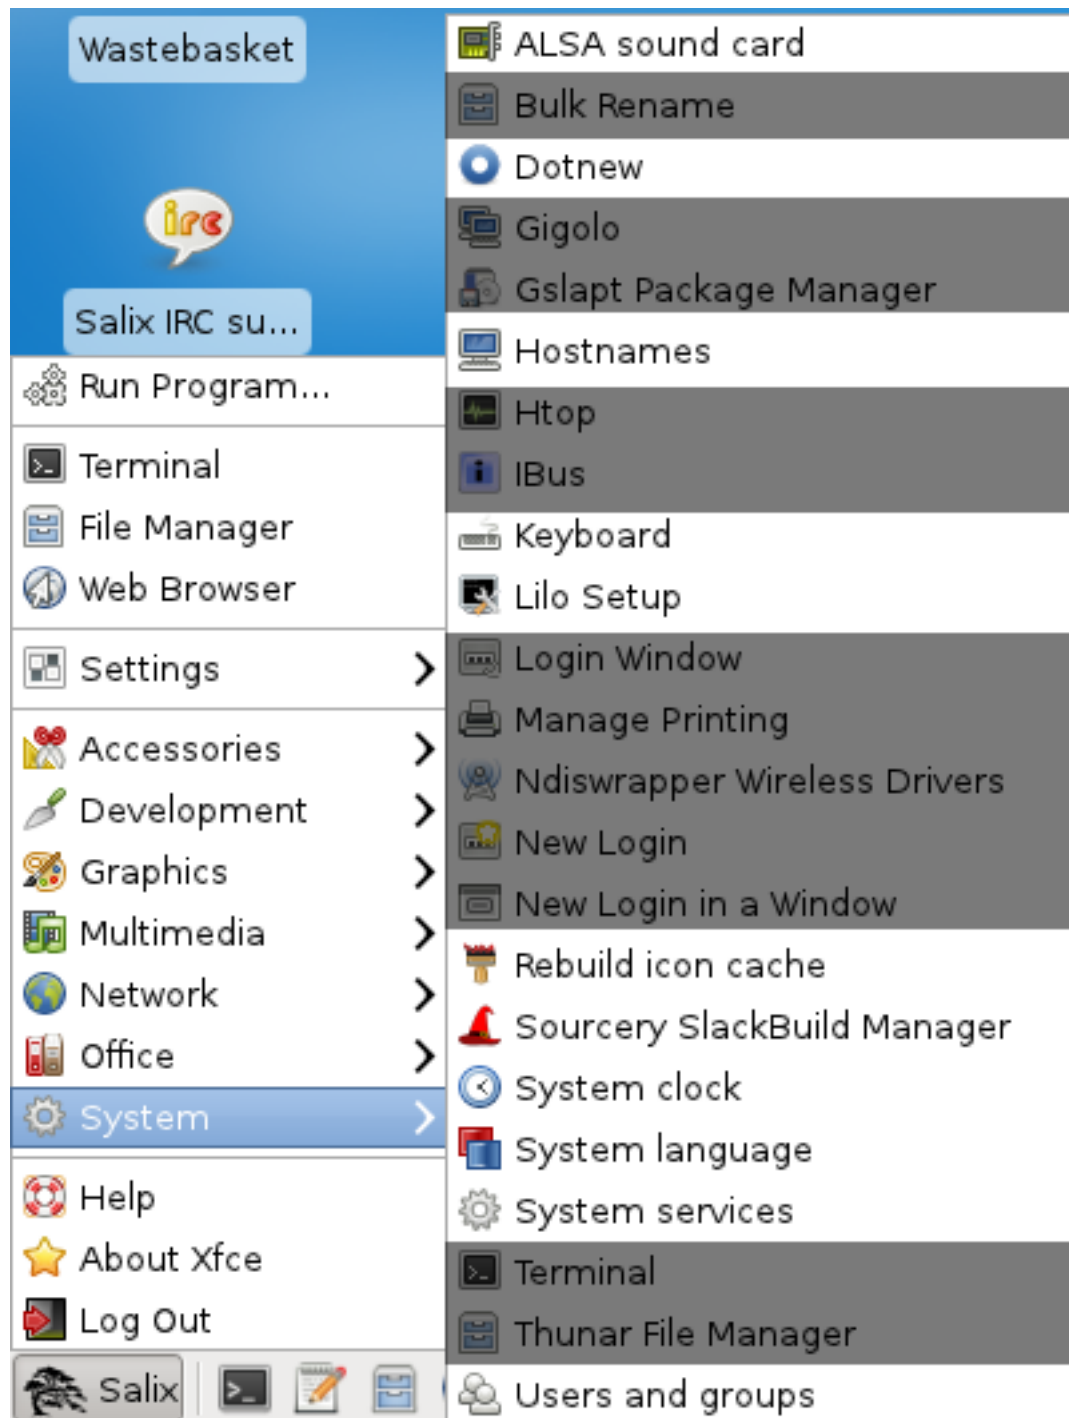 Wastebasket
irc
Salix IRC su...
Run Program...
Terminal
File Manager
Web Browser
Settings
Accessories
Development
Graphics
Multimedia
Network
Office
System
Help
About Xfce
Log Out
Salix
ALSA sound card
Bulk Rename
Dotnew
Gigolo
Gslapt Package Manager
Hostnames
Htop
IBus
Keyboard
Lilo Setup
Login Window
Manage Printing
Ndiswrapper Wireless Drivers
New Login
New Login in a Window
Rebuild icon cache
Sourcery SlackBuild Manager
System clock
System language
System services
Terminal
Thunar File Manager
Users and groups